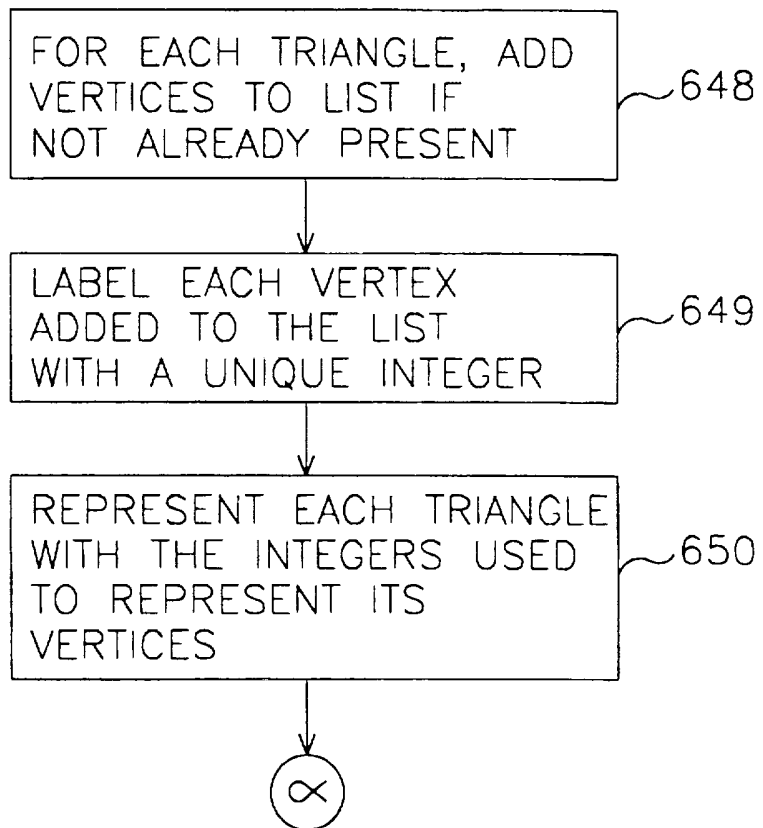 FOR EACH TRIANGLE, ADD
VERTICES TO LIST IF
NOT ALREADY PRESENT
648
LABEL EACH VERTEX
ADDED TO THE LIST
WITH A UNIQUE INTEGER
649
REPRESENT EACH TRIANGLE
WITH THE INTEGERS USED
TO REPRESENT ITS
VERTICES
650
∝